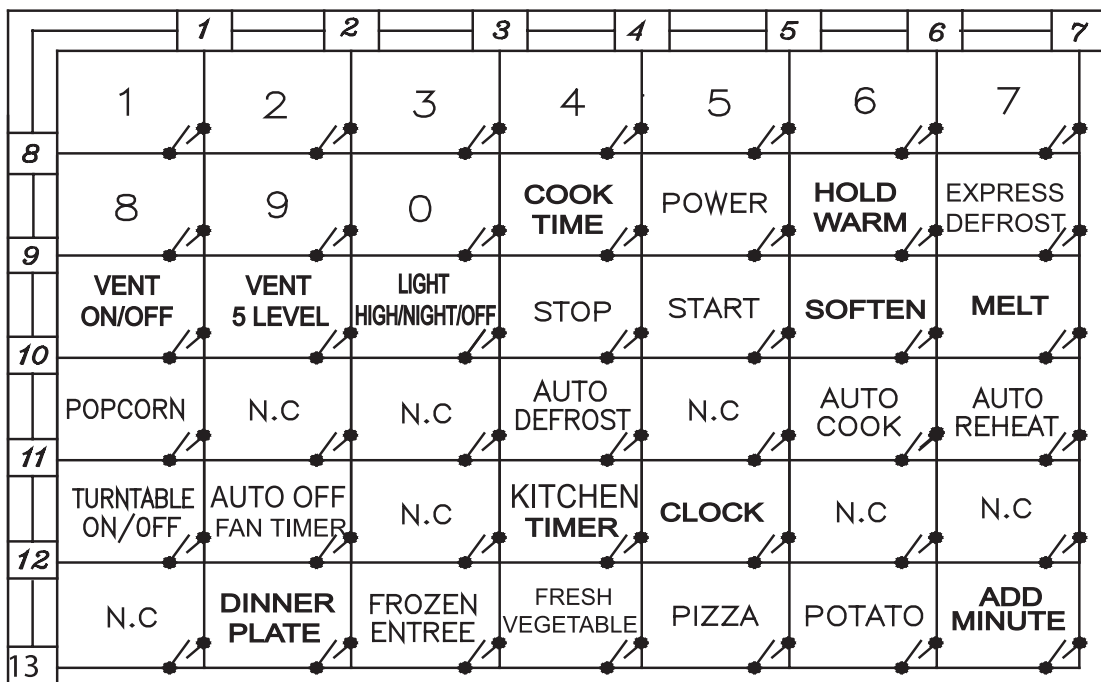 1 2 3 4 5 6 7
1 2 3 4 5 6 7
8
8 9 0 COOK TIME POWER HOLD WARM EXPRESS DEFROST
9
VENT ON/OFF VENT 5 LEVEL LIGHT HIGH/NIGHT/OFF STOP START SOFTEN MELT
10
POPCORN N.C N.C AUTO DEFROST N.C AUTO COOK AUTO REHEAT
11
TURNTABLE ON/OFF AUTO OFF FAN TIMER N.C KITCHEN TIMER CLOCK N.C N.C
12
N.C DINNER PLATE FROZEN ENTREE FRESH VEGETABLE PIZZA POTATO ADD MINUTE
13